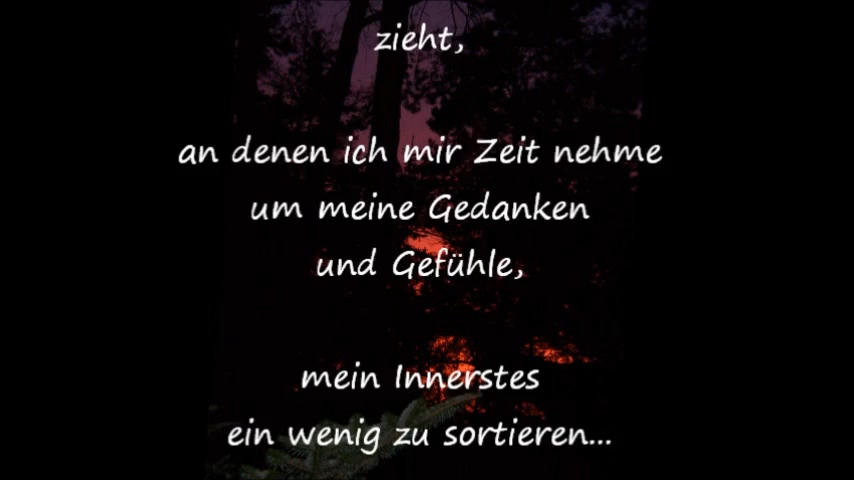 zieht,
an denen ich mir Zeit nehme
um meine Gedanken
und Gefühle,
mein Innerstes
ein wenig zu sortieren...